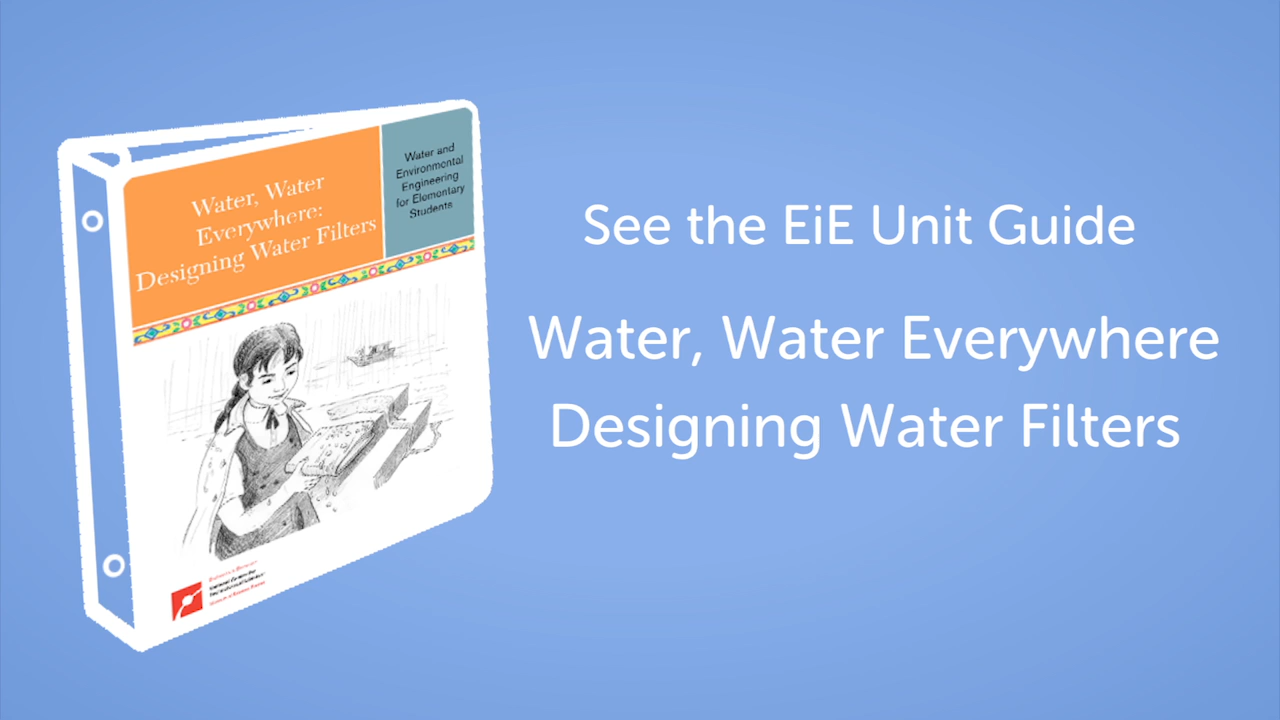 Water, Water
Everywhere:
Designing Water Filters
Water and
Environmental
Engineering
for Elementary
Students
See the EiE Unit Guide
Water, Water Everywhere
Designing Water Filters